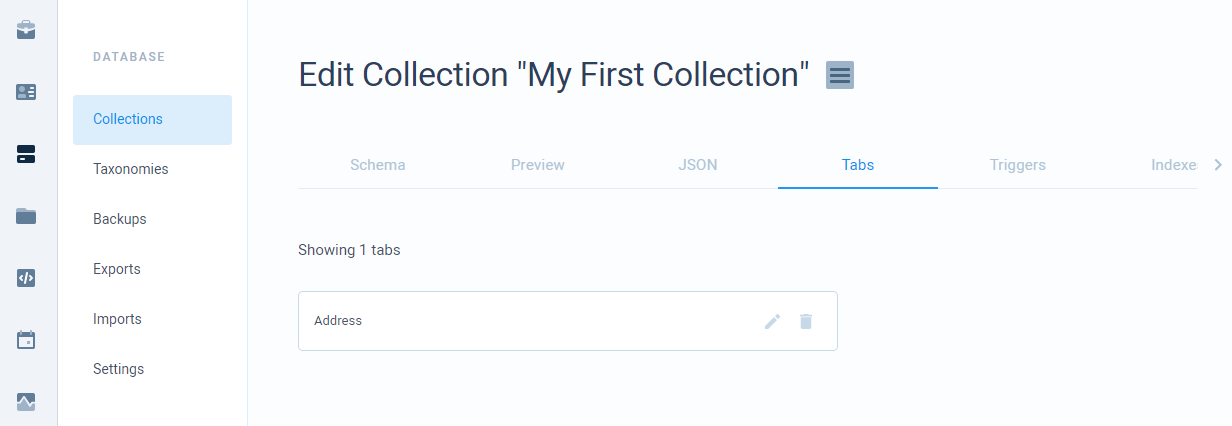 DATABASE
Collections
Taxonomies
Backups
Exports
Imports
Settings
Edit Collection "My First Collection"
Schema Preview JSON Tabs Triggers Indexe
Showing 1 tabs
Address